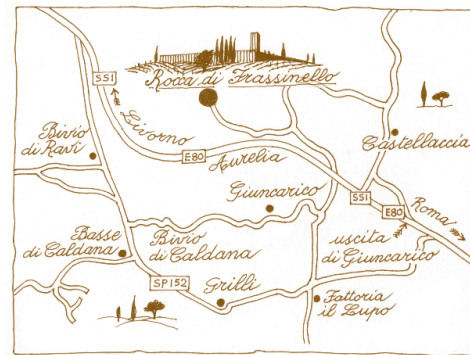 SS1
Rocca di Frassinello
Livorno
Bivio
di Ravi
E80
Aurelia
Castellaccia
Giuncarico
SS1
E80
Roma
Basse
di Caldana
Bivio
di Caldana
uscita
di Giuncarico
SP152
Grilli
Fattoria
il Lupo